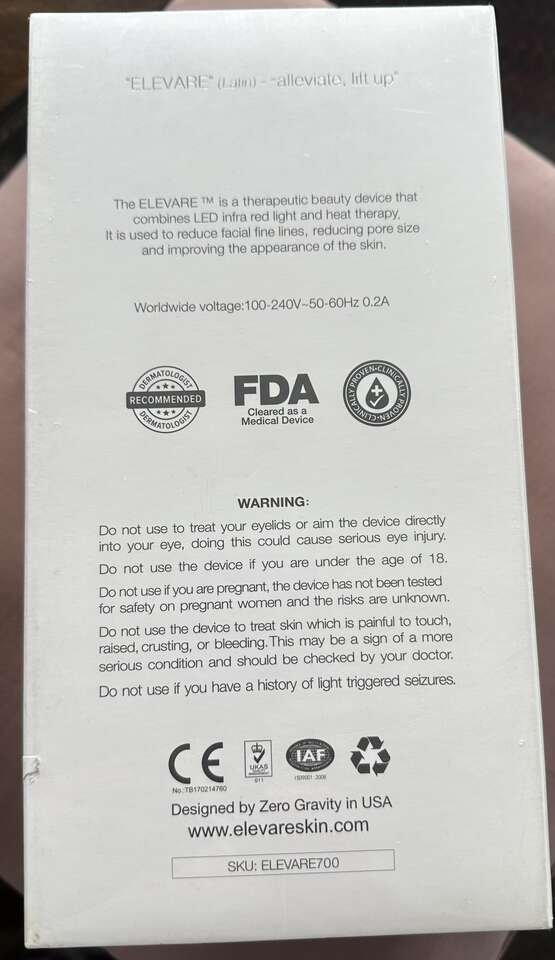 "ELEVARE" (Latin) - "alleviate, lift up"
The ELEVARE ™ is a therapeutic beauty device that
combines LED infra red light and heat therapy.
It is used to reduce facial fine lines, reducing pore size
and improving the appearance of the skin.
Worldwide voltage:100-240V~50-60Hz 0.2A
DERMATOLOGIST
RECOMMENDED
DERMATOLOGIST
FDA
Cleared as a
Medical Device
CLINICALLY PROVEN-CLINICALLY PROVEN-
WARNING:
Do not use to treat your eyelids or aim the device directly
into your eye, doing this could cause serious eye injury.
Do not use the device if you are under the age of 18.
Do not use if you are pregnant, the device has not been tested
for safety on pregnant women and the risks are unknown.
Do not use the device to treat skin which is painful to touch,
raised, crusting, or bleeding. This may be a sign of a more
serious condition and should be checked by your doctor.
Do not use if you have a history of light triggered seizures.
CE
No.:TB170214760
UKAS
011
IAF
ISO9001 :2008
Designed by Zero Gravity in USA
www.elevareskin.com
SKU: ELEVARE700